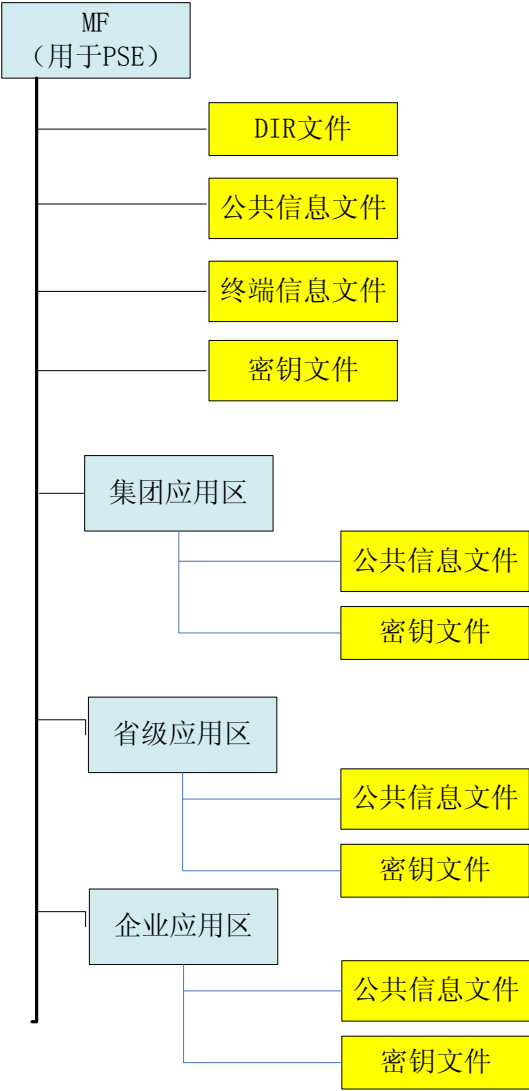 MF
（用于PSE）
DIR文件
公共信息文件
终端信息文件
密钥文件
集团应用区
公共信息文件
密钥文件
省级应用区
公共信息文件
密钥文件
企业应用区
公共信息文件
密钥文件